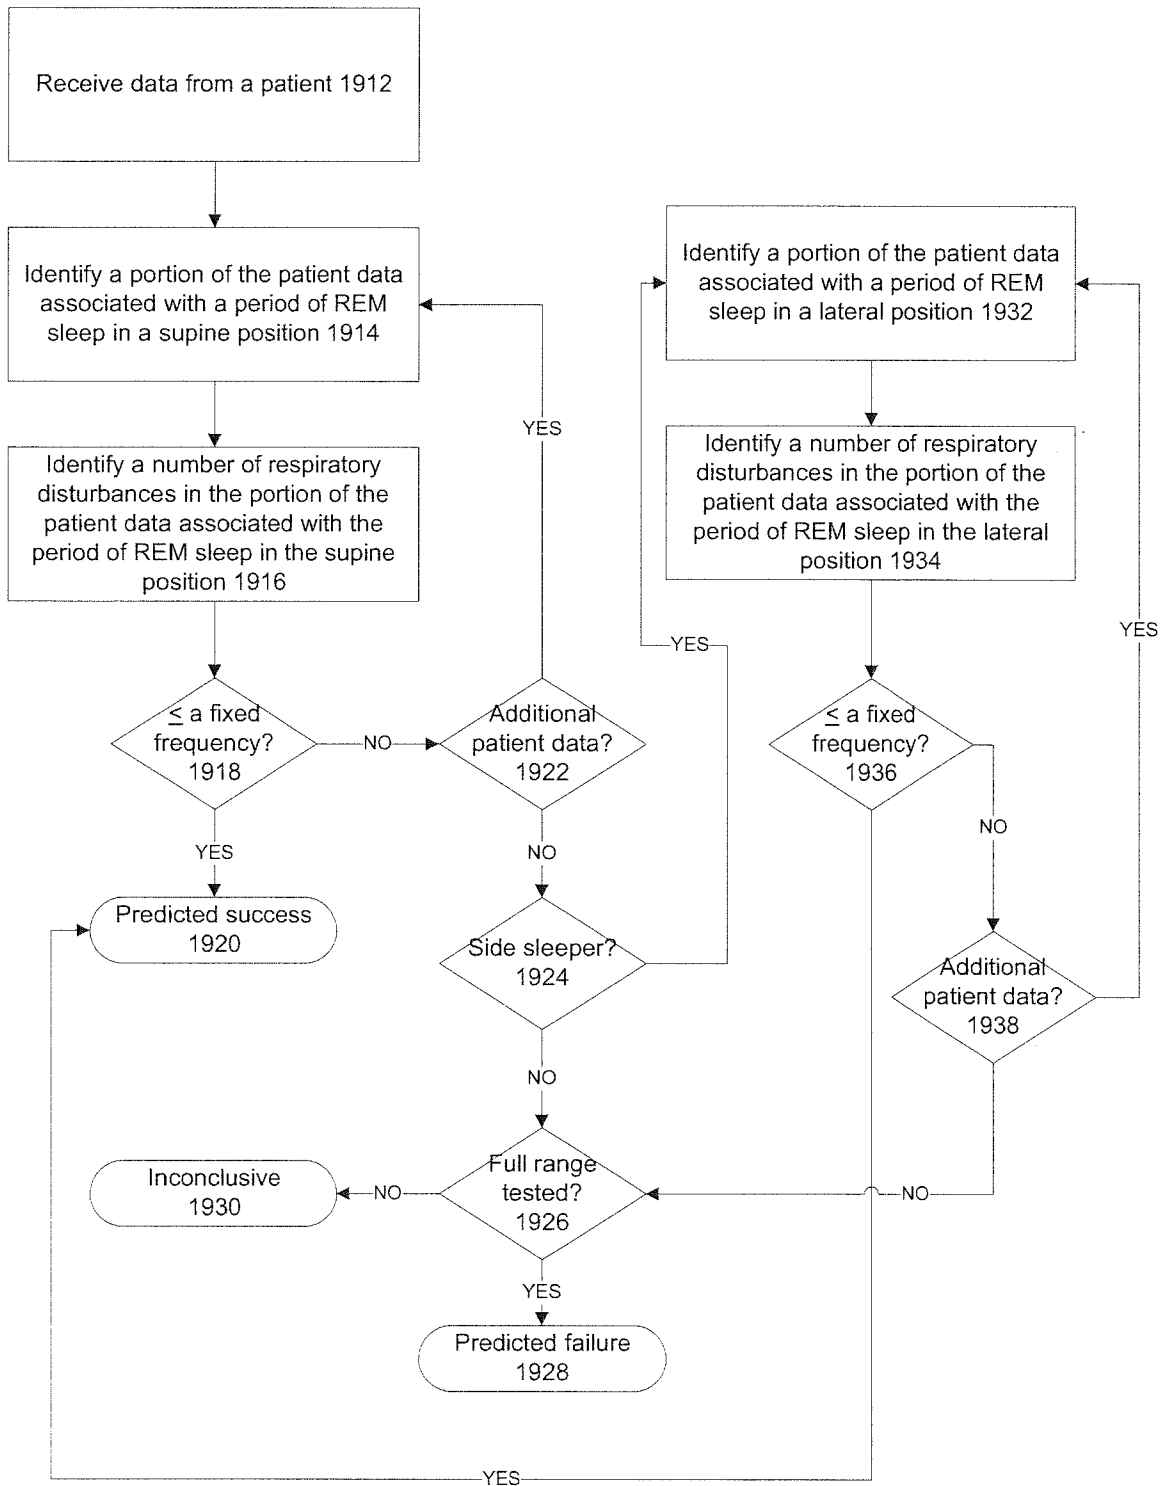 Receive data from a patient 1912
Identify a portion of the patient data
associated with a period of REM
sleep in a supine position 1914
Identify a number of respiratory
disturbances in the portion of the
patient data associated with the
period of REM sleep in the supine
position 1916
≤ a fixed
frequency?
1918
NO
YES
Predicted success
1920
Additional
patient data?
1922
YES
NO
Side sleeper?
1924
YES
NO
Full range
tested?
1926
NO
Inconclusive
1930
YES
Predicted failure
1928
Identify a portion of the patient data
associated with a period of REM
sleep in a lateral position 1932
Identify a number of respiratory
disturbances in the portion of the
patient data associated with the
period of REM sleep in the lateral
position 1934
≤ a fixed
frequency?
1936
NO
YES
Additional
patient data?
1938
YES
NO